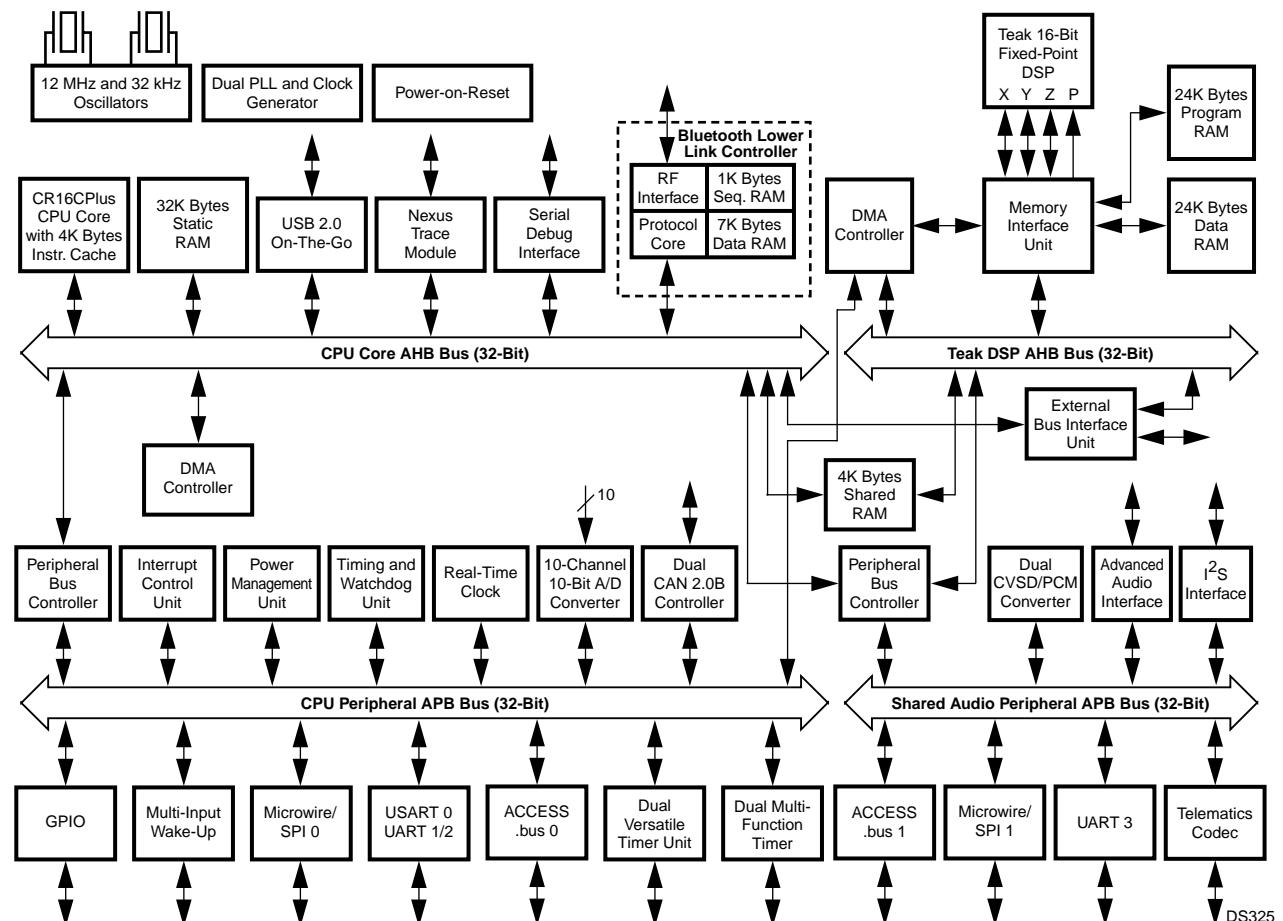 12 MHz and 32 kHz
Oscillators
Dual PLL and Clock
Generator
Power-on-Reset
Teak 16-Bit
Fixed-Point
DSP
X Y Z P
24K Bytes
Program
RAM
Bluetooth Lower
Link Controller
RF
Interface
1K Bytes
Seq. RAM
Protocol
Core
7K Bytes
Data RAM
CR16CPlus
CPU Core
with 4K Bytes
Instr. Cache
32K Bytes
Static
RAM
USB 2.0
On-The-Go
Nexus
Trace
Module
Serial
Debug
Interface
DMA
Controller
Memory
Interface
Unit
24K Bytes
Data
RAM
CPU Core AHB Bus (32-Bit)
Teak DSP AHB Bus (32-Bit)
DMA
Controller
External
Bus Interface
Unit
4K Bytes
Shared
RAM
10
Peripheral
Bus
Controller
Interrupt
Control
Unit
Power
Management
Unit
Timing and
Watchdog
Unit
Real-Time
Clock
10-Channel
10-Bit A/D
Converter
Dual
CAN 2.0B
Controller
Peripheral
Bus
Controller
Dual
CVSD/PCM
Converter
Advanced
Audio
Interface
I2S
Interface
CPU Peripheral APB Bus (32-Bit)
Shared Audio Peripheral APB Bus (32-Bit)
GPIO
Multi-Input
Wake-Up
Microwire/
SPI 0
USART 0
UART 1/2
ACCESS
.bus 0
Dual
Versatile
Timer Unit
Dual Multi-
Function
Timer
ACCESS
.bus 1
Microwire/
SPI 1
UART 3
Telematics
Codec
DS325